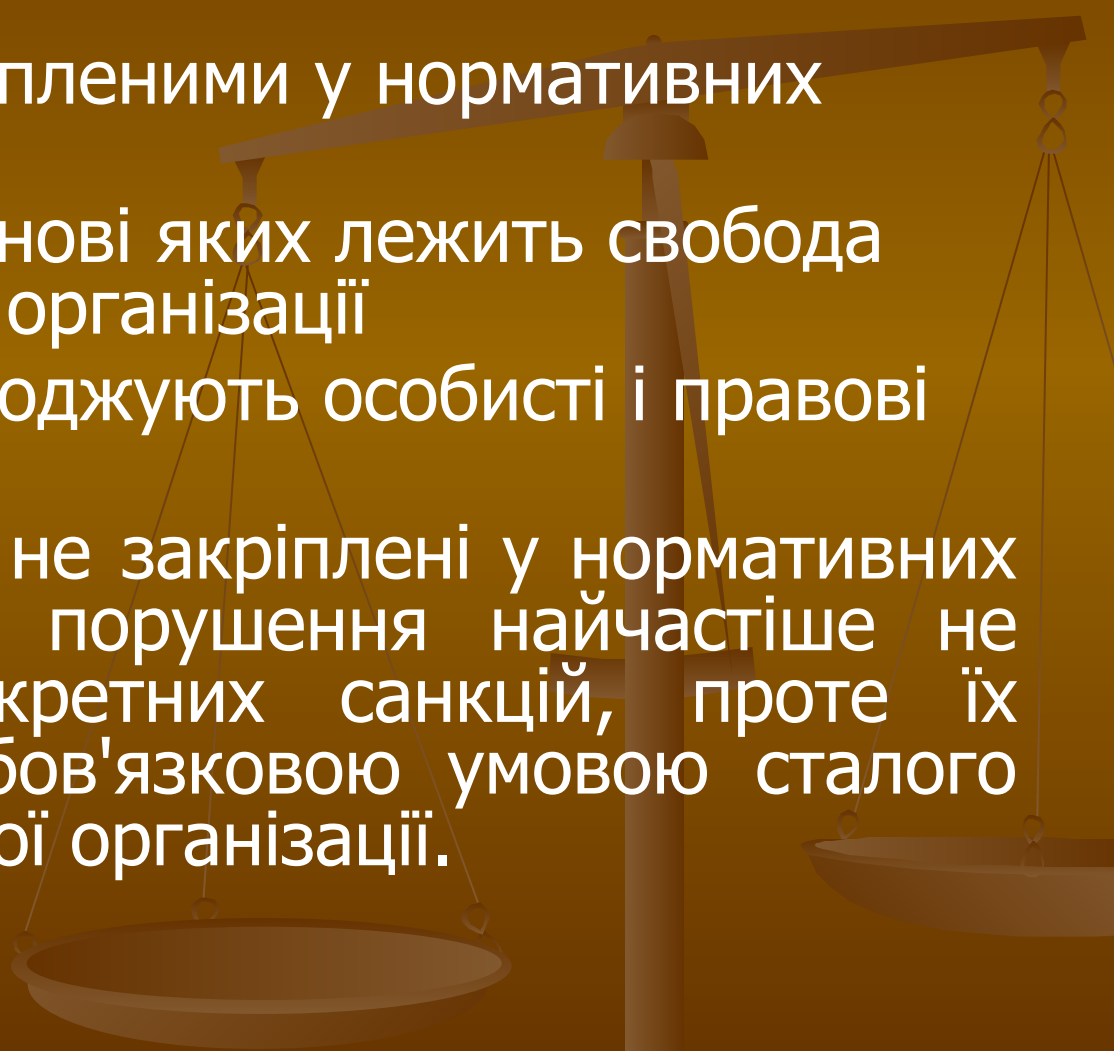 пленими у нормативних
нові яких лежить свобода
організації
оджують особисті і правові
не закріплені у нормативних
порушення найчастіше не
кретних санкцій, проте їх
бов'язковою умовою сталого
ої організації.